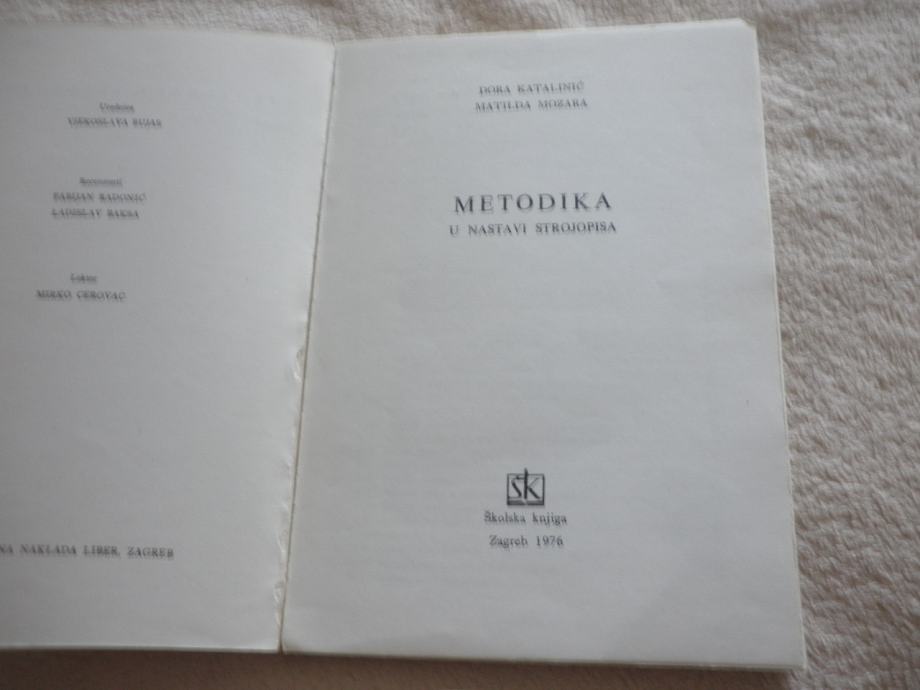 Urednica
VJEKOSLAVA BUJAS
Recenzenti
FABIJAN RADONIĆ
LADISLAV BAKSA
Lektor
MIRKO CEROVAC
NA NAKLADA LIBER, ZAGREB
DORA KATALINIĆ
MATILDA MOZARA
METODIKA
U NASTAVI STROJOPISA
ŠK
Školska knjiga
Zagreb 1976